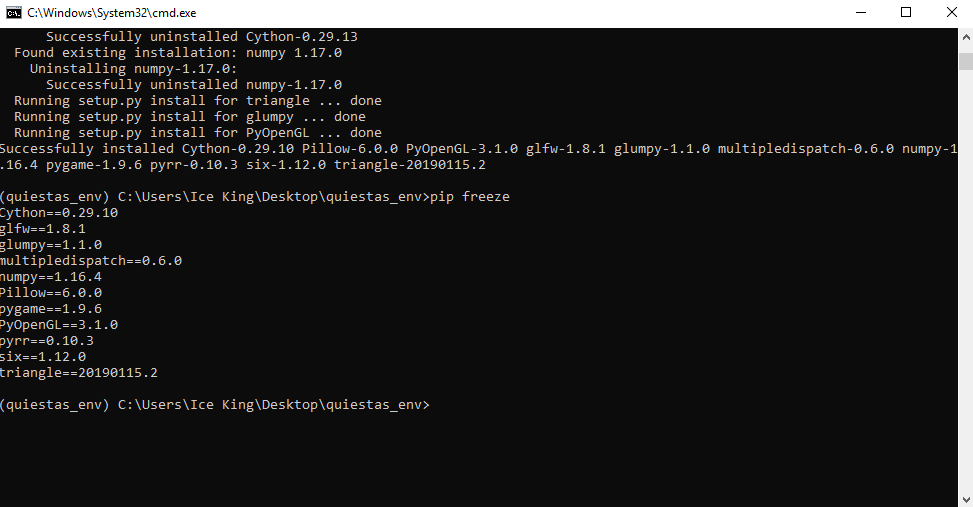 C:\Windows\System32\cmd.exe
Successfully uninstalled Cython-0.29.13
Found existing installation: numpy 1.17.0
Uninstalling numpy-1.17.0:
Successfully uninstalled numpy-1.17.0
Running setup.py install for triangle ... done
Running setup.py install for glumpy ... done
Running setup.py install for PyOpenGL ... done
Successfully installed Cython-0.29.10 Pillow-6.0.0 PyOpenGL-3.1.0 glfw-1.8.1 glumpy-1.1.0 multipledispatch-0.6.0 numpy-1
.16.4 pygame-1.9.6 pyrr-0.10.3 six-1.12.0 triangle-20190115.2
(quiestas_env) C:\Users\Ice King\Desktop\quiestas_env>pip freeze
Cython==0.29.10
glfw==1.8.1
glumpy==1.1.0
multipledispatch==0.6.0
numpy==1.16.4
Pillow==6.0.0
pygame==1.9.6
PyOpenGL==3.1.0
pyrr==0.10.3
six==1.12.0
triangle==20190115.2
(quiestas_env) C:\Users\Ice King\Desktop\quiestas_env>